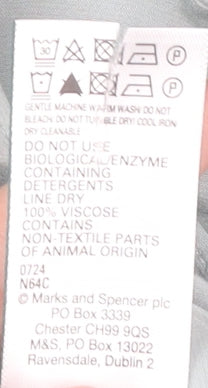 30
P
P
GENTLE MACHINE WARM WASH DO NOT
BLEACH DO NOT TUMBLE DRY COOL IRON
DRY CLEANABLE
DO NOT USE
BIOLOGICAL/ENZYME
CONTAINING
DETERGENTS
LINE DRY
100% VISCOSE
CONTAINS
NON-TEXTILE PARTS
OF ANIMAL ORIGIN
0724
N64C
© Marks and Spencer plc
PO Box 3339
Chester CH99 9QS
M&S, PO Box 13022
Ravensdale, Dublin 2